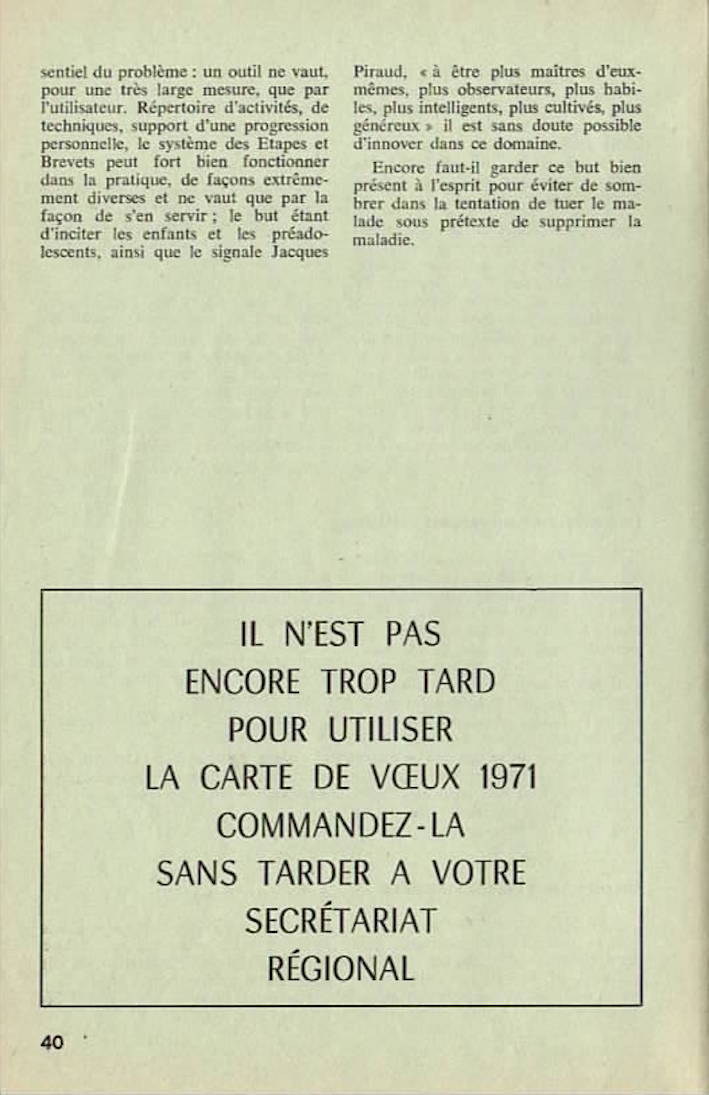 sentiel du problème : un outil ne vaut,
pour une très large mesure, que par
l'utilisateur. Répertoire d'activités, de
techniques, support d'une progression
personnelle, le système des Etapes et
Brevets peut fort bien fonctionner
dans la pratique, de façons extrême-
ment diverses et ne vaut que par la
façon de s'en servir ; le but étant
d'inciter les enfants et les préado-
lescents, ainsi que le signale Jacques
Piraud, « à être plus maîtres d'eux-
mêmes, plus observateurs, plus habi-
les, plus intelligents, plus cultivés, plus
généreux » il est sans doute possible
d'innover dans ce domaine.
Encore faut-il garder ce but bien
présent à l'esprit pour éviter de som-
brer dans la tentation de tuer le ma-
lade sous prétexte de supprimer la
maladie.
IL N'EST PAS
ENCORE TROP TARD
POUR UTILISER
LA CARTE DE VŒUX 1971
COMMANDEZ-LA
SANS TARDER A VOTRE
SECRÉTARIAT
RÉGIONAL
40